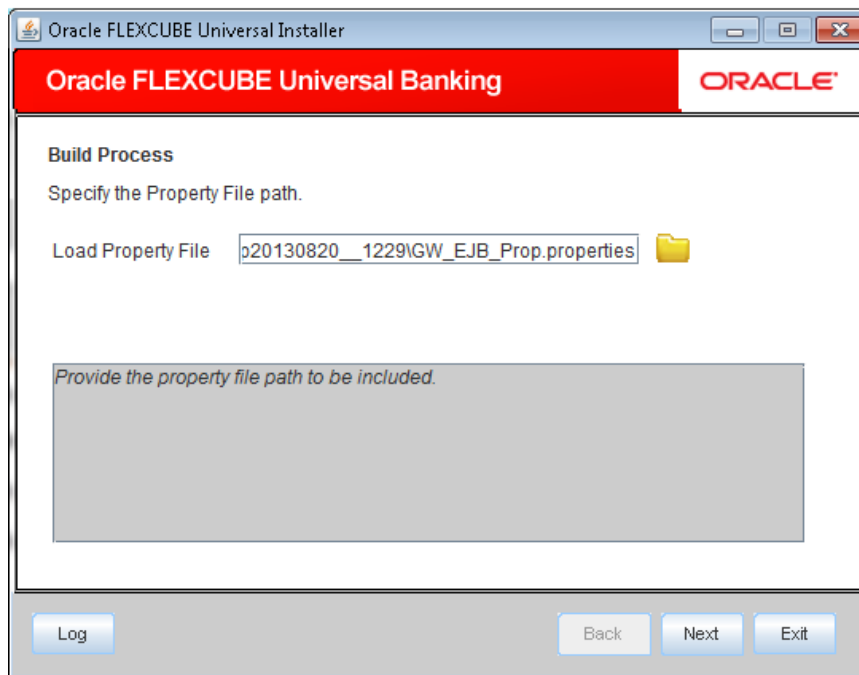 Oracle FLEXCUBE Universal Installer
Oracle FLEXCUBE Universal Banking
ORACLE
Build Process
Specify the Property File path.
Load Property File
p20130820__1229\GW_EJB_Prop.properties
Provide the property file path to be included.
Log
Back
Next
Exit